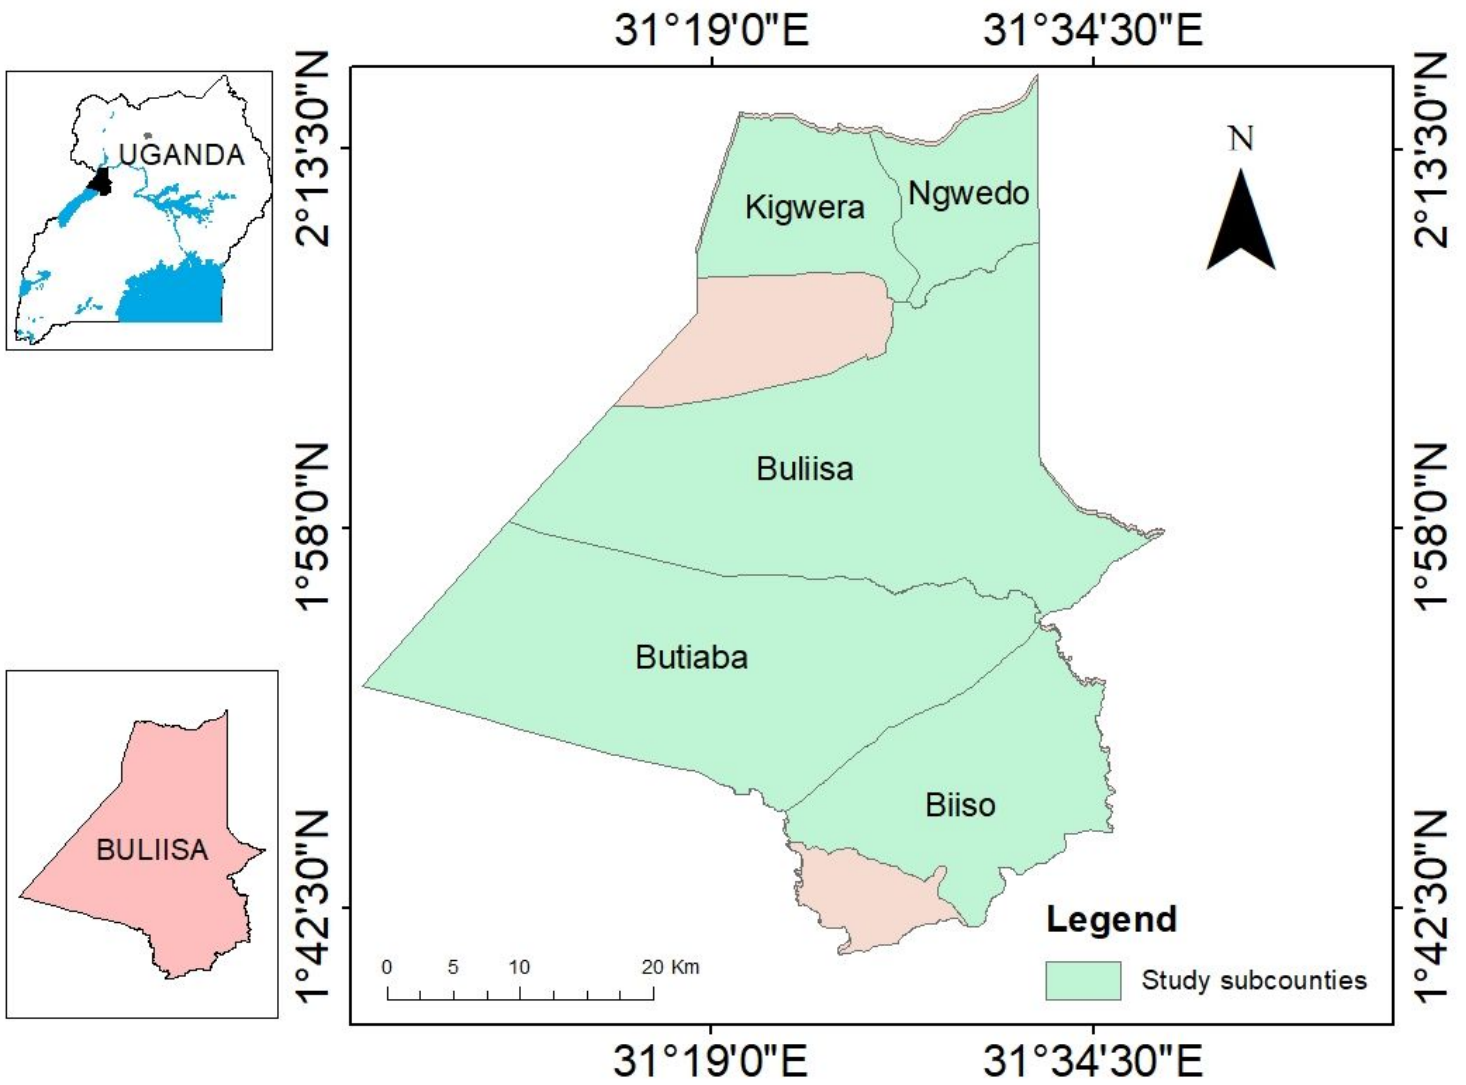 31°19'0"E
31°34'30"E
UGANDA
2°13'30"N
2°13'30"N
N
Kigwera
Ngwedo
Buliisa
1°58'0"N
1°58'0"N
Butiaba
Biiso
BULIISA
1°42'30"N
1°42'30"N
Legend
Study subcounties
0 5 10 20 Km
31°19'0"E
31°34'30"E